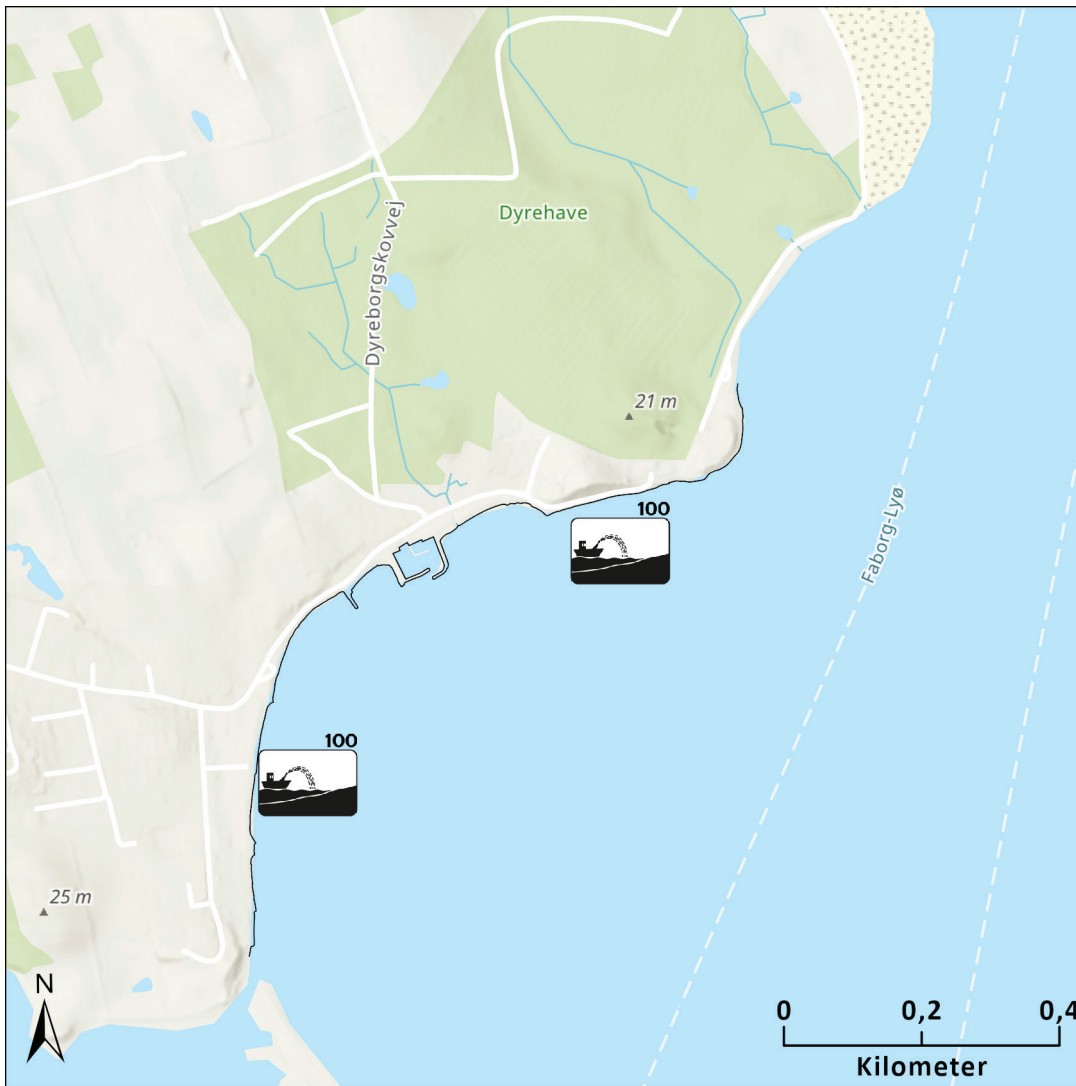 Dyrehave
Dyreborgskovvej
21 m
100
Faborg-Lyø
100
25 m
N
0
0,2
0,4
Kilometer